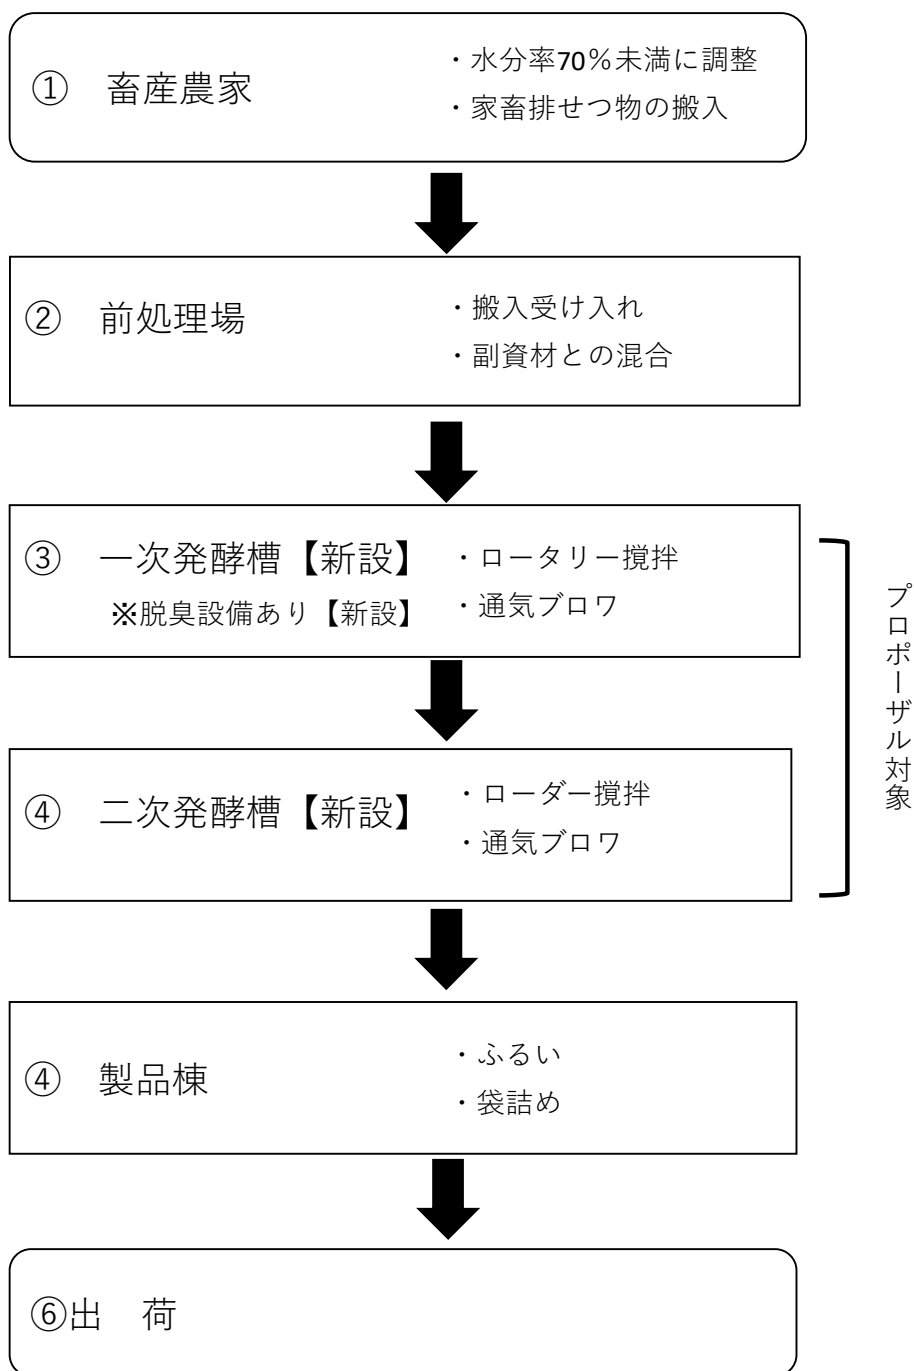 ① 畜産農家
・水分率70％未満に調整
・家畜排せつ物の搬入
② 前処理場
・搬入受け入れ
・副資材との混合
③ 一次発酵槽【新設】
※脱臭設備あり【新設】
・ロータリー撹拌
・通気ブロワ
④ 二次発酵槽【新設】
・ローダー撹拌
・通気ブロワ
プロポーザル対象
④ 製品棟
・ふるい
・袋詰め
⑥出　荷